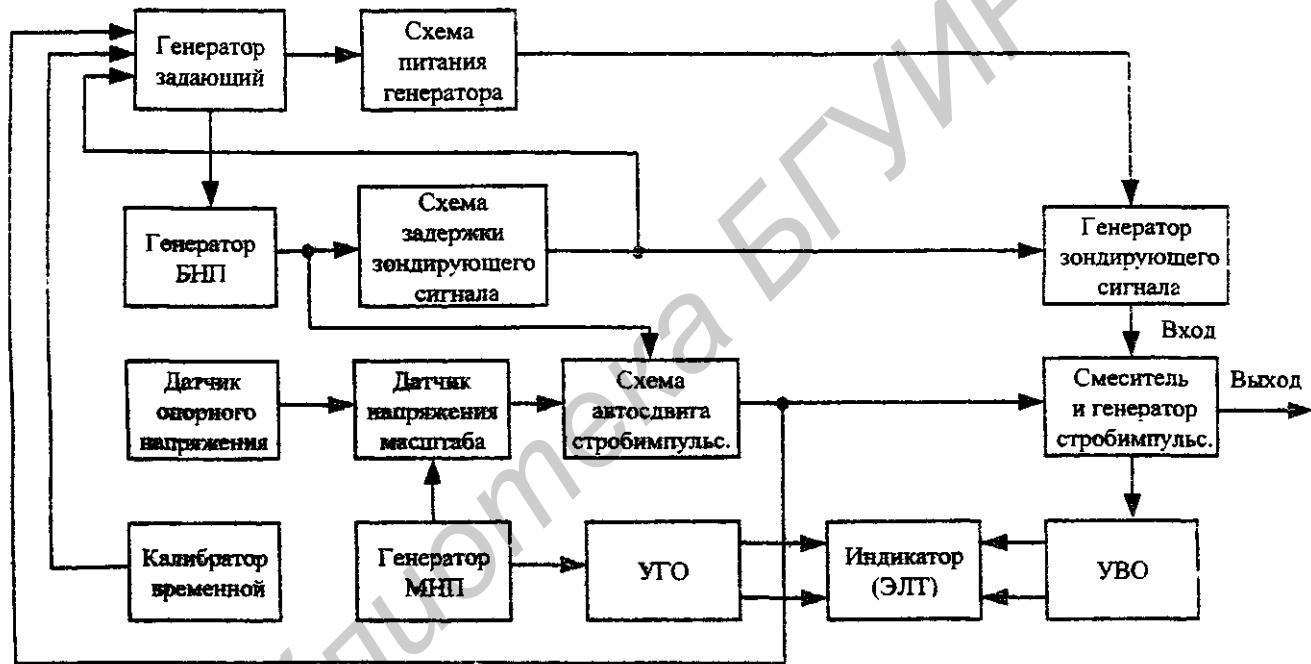 Генератор
задающий
Схема
питания
генератора
Генератор
БНП
Схема
задержки
зондирующего
сигнала
Генератор
зондирующего
сигнала
Вход
Датчик
опорного
напряжения
Датчик
напряжения
масштаба
Схема
автосдвига
стробимпульс.
Смеситель
и генератор
стробимпульс.
Выход
Калибратор
временной
Генератор
МНП
УГО
Индикатор
(ЭЛТ)
УВО
БГУИР